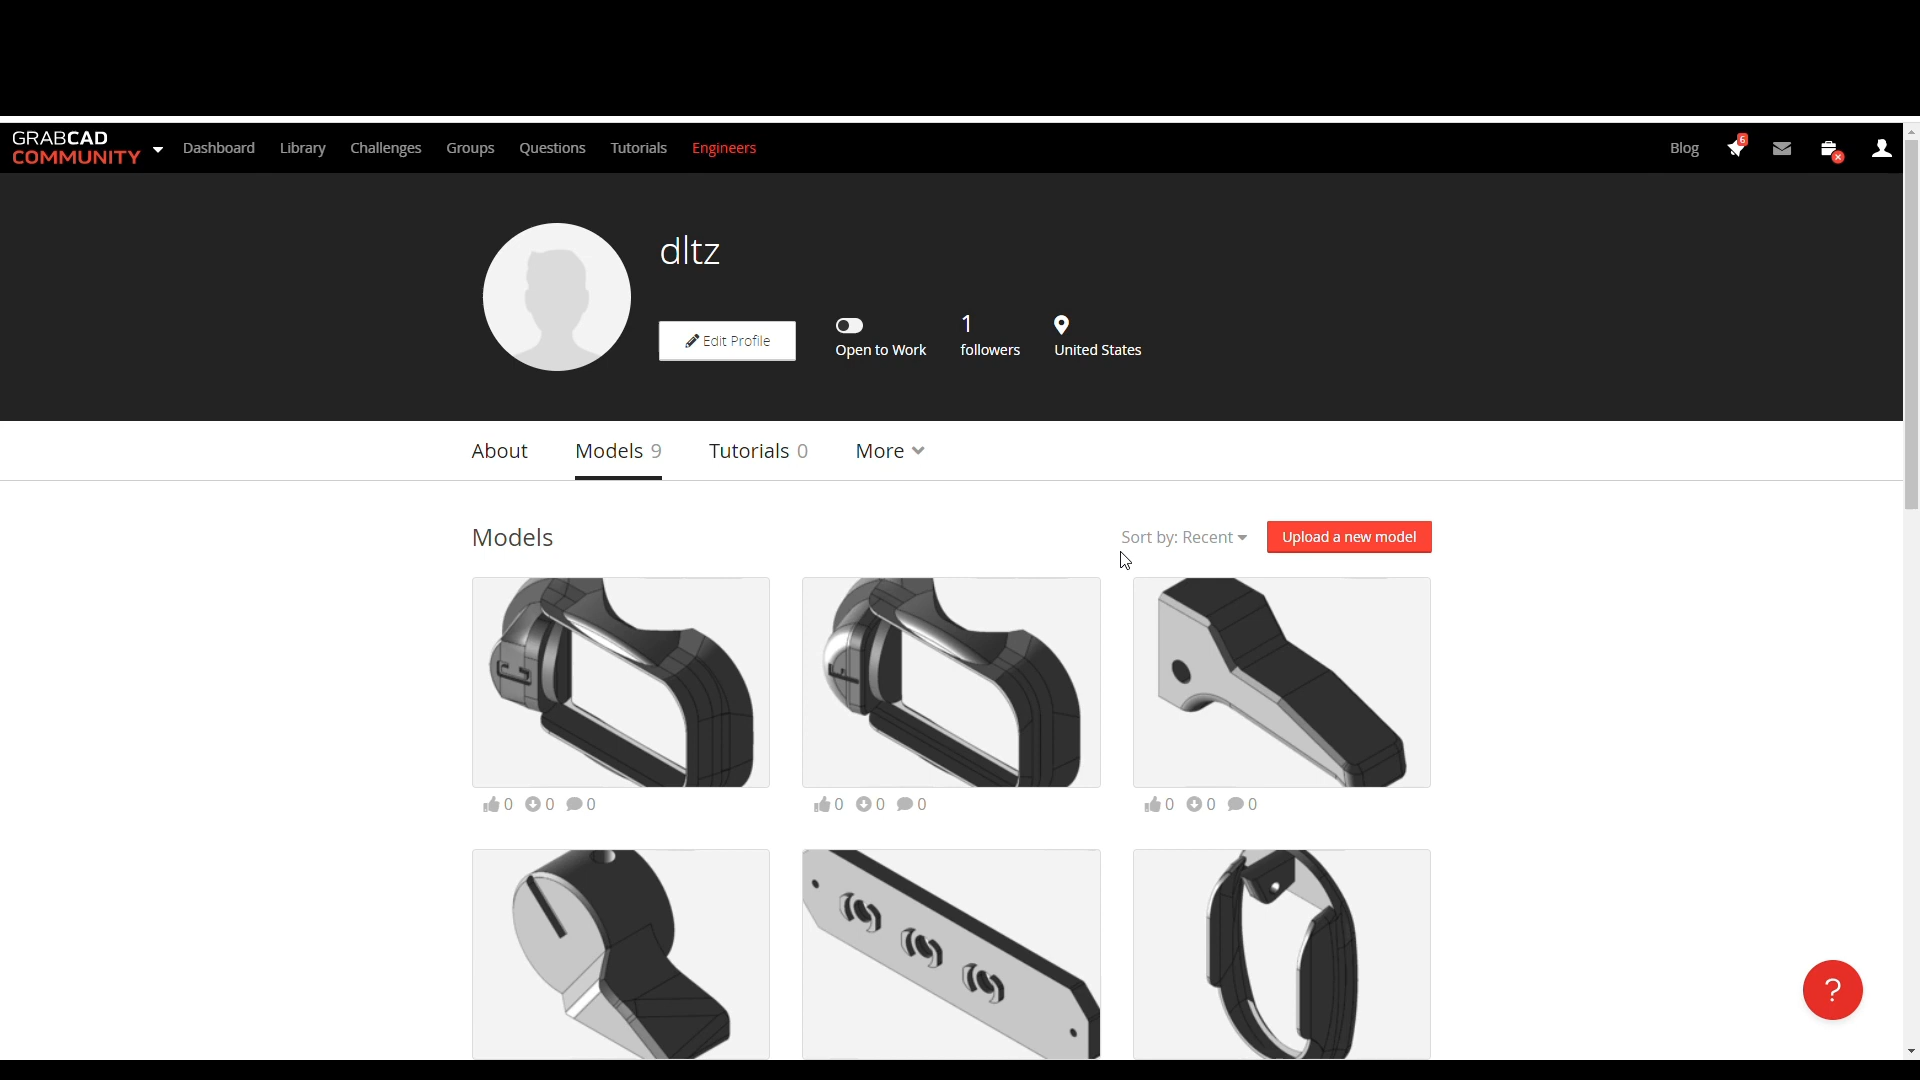 GRABCAD
COMMUNITY
Dashboard Library Challenges Groups Questions Tutorials Engineers
Blog 6
dltz
Edit Profile
Open to Work
1
followers
United States
About Models 9 Tutorials 0 More
Models
Sort by: Recent
Upload a new model
0 0 0
0 0 0
0 0 0
?